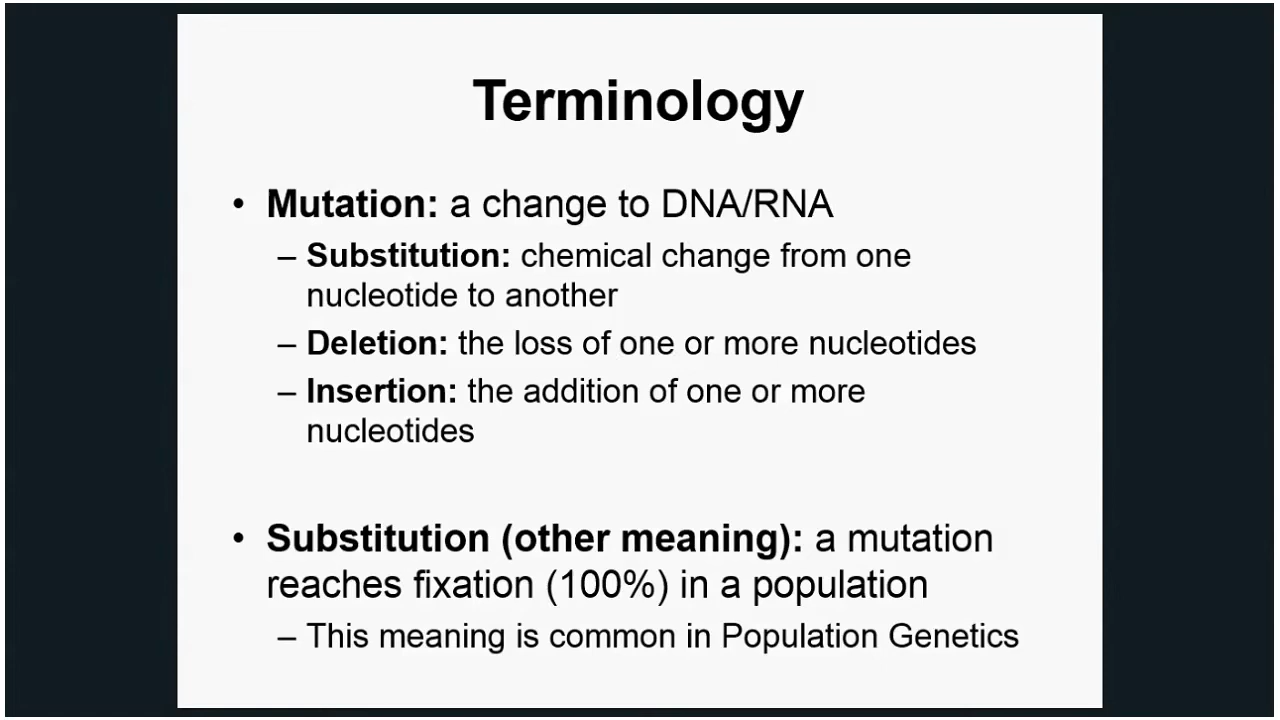 Terminology
• Mutation: a change to DNA/RNA
– Substitution: chemical change from one
nucleotide to another
– Deletion: the loss of one or more nucleotides
– Insertion: the addition of one or more
nucleotides
• Substitution (other meaning): a mutation
reaches fixation (100%) in a population
– This meaning is common in Population Genetics